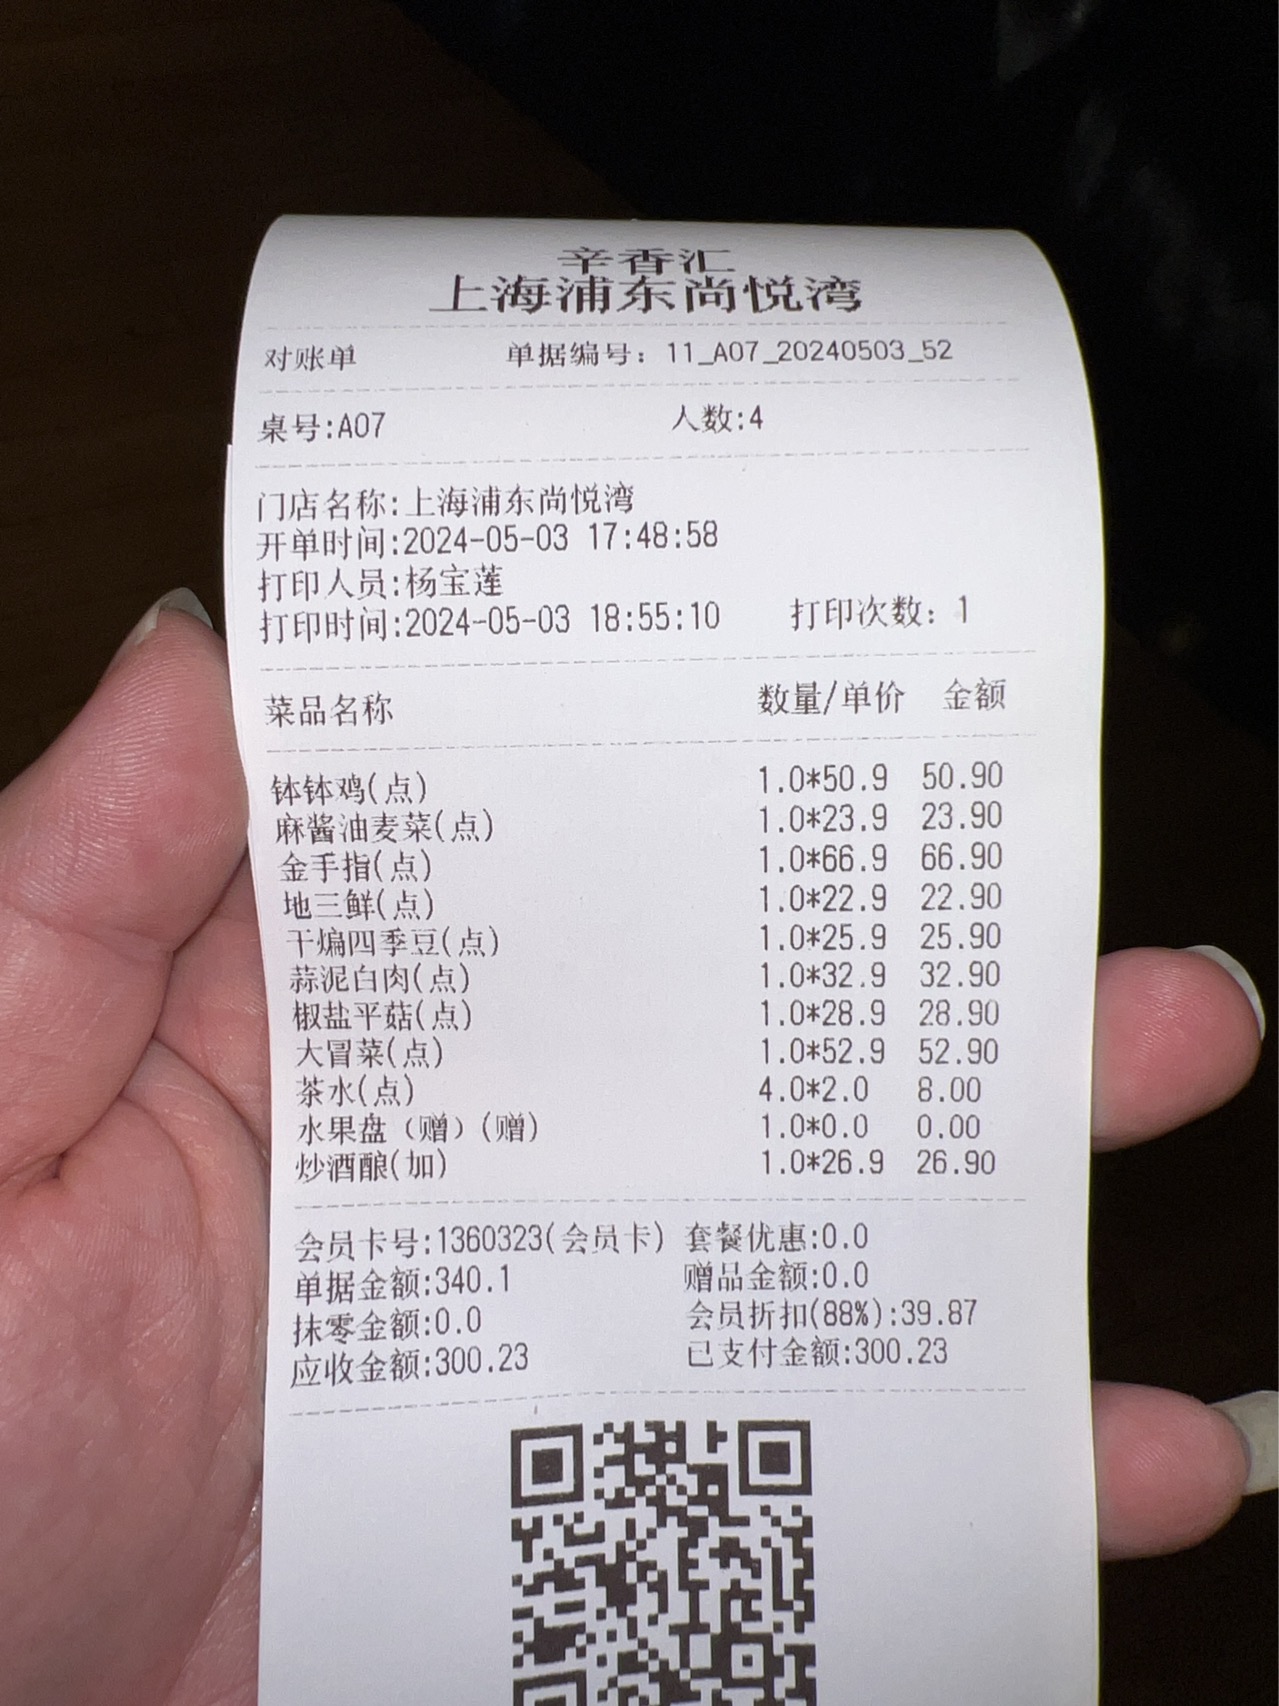 辛香汇
上海浦东尚悦湾
对账单 单据编号：11_A07_20240503_52
桌号:A07 人数:4
门店名称:上海浦东尚悦湾
开单时间:2024-05-03 17:48:58
打印人员:杨宝莲
打印时间:2024-05-03 18:55:10 打印次数：1
菜品名称 数量/单价 金额
钵钵鸡(点) 1.0*50.9 50.90
麻酱油麦菜(点) 1.0*23.9 23.90
金手指(点) 1.0*66.9 66.90
地三鲜(点) 1.0*22.9 22.90
干煸四季豆(点) 1.0*25.9 25.90
蒜泥白肉(点) 1.0*32.9 32.90
椒盐平菇(点) 1.0*28.9 28.90
大冒菜(点) 1.0*52.9 52.90
茶水(点) 4.0*2.0 8.00
水果盘（赠）(赠) 1.0*0.0 0.00
炒酒酿(加) 1.0*26.9 26.90
会员卡号:1360323(会员卡) 套餐优惠:0.0
单据金额:340.1 赠品金额:0.0
抹零金额:0.0 会员折扣(88%):39.87
应收金额:300.23 已支付金额:300.23